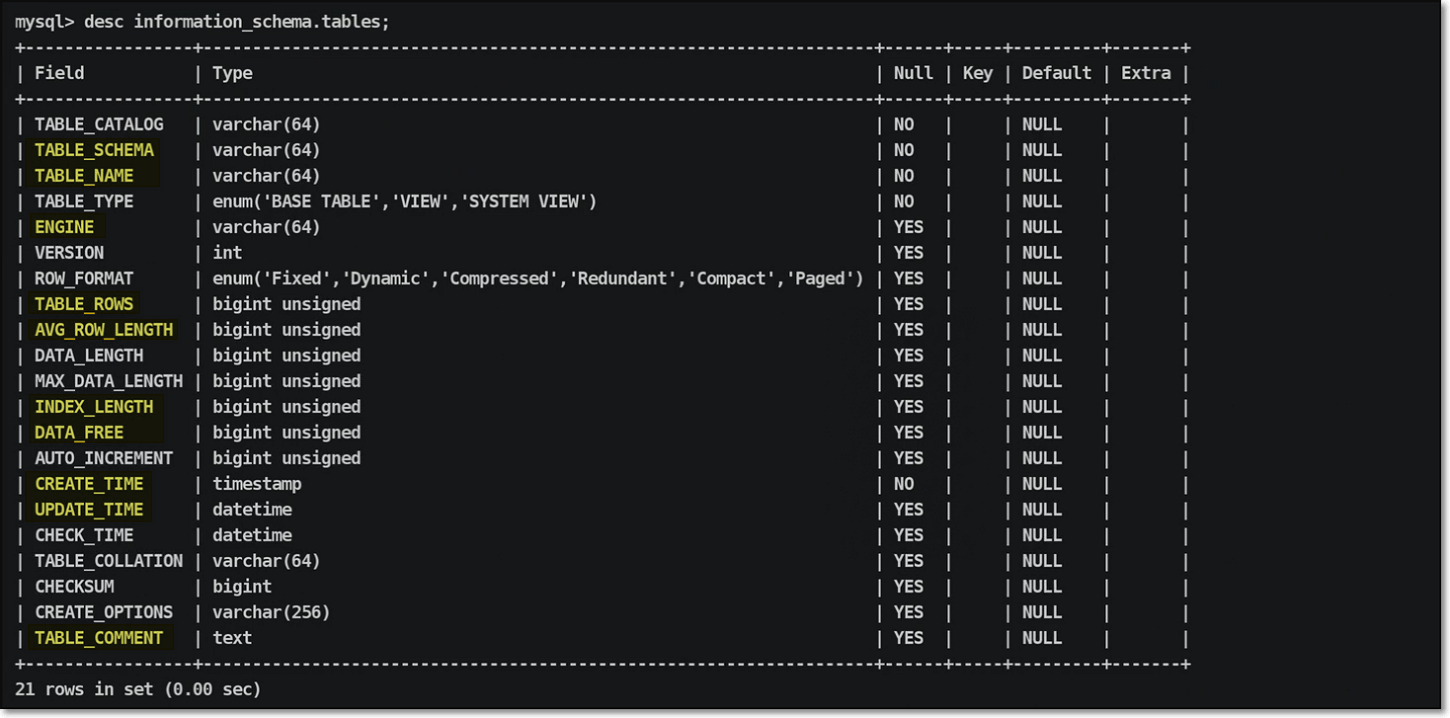 mysql> desc information_schema.tables;
+-----------------+--------------------------------------------------------------------+------+-----+---------+-------+
| Field           | Type                                                               | Null | Key | Default | Extra |
+-----------------+--------------------------------------------------------------------+------+-----+---------+-------+
| TABLE_CATALOG   | varchar(64)                                                        | NO   |     | NULL    |       |
| TABLE_SCHEMA    | varchar(64)                                                        | NO   |     | NULL    |       |
| TABLE_NAME      | varchar(64)                                                        | NO   |     | NULL    |       |
| TABLE_TYPE      | enum('BASE TABLE','VIEW','SYSTEM VIEW')                            | NO   |     | NULL    |       |
| ENGINE          | varchar(64)                                                        | YES  |     | NULL    |       |
| VERSION         | int                                                                | YES  |     | NULL    |       |
| ROW_FORMAT      | enum('Fixed','Dynamic','Compressed','Redundant','Compact','Paged') | YES  |     | NULL    |       |
| TABLE_ROWS      | bigint unsigned                                                    | YES  |     | NULL    |       |
| AVG_ROW_LENGTH  | bigint unsigned                                                    | YES  |     | NULL    |       |
| DATA_LENGTH     | bigint unsigned                                                    | YES  |     | NULL    |       |
| MAX_DATA_LENGTH | bigint unsigned                                                    | YES  |     | NULL    |       |
| INDEX_LENGTH    | bigint unsigned                                                    | YES  |     | NULL    |       |
| DATA_FREE       | bigint unsigned                                                    | YES  |     | NULL    |       |
| AUTO_INCREMENT  | bigint unsigned                                                    | YES  |     | NULL    |       |
| CREATE_TIME     | timestamp                                                          | NO   |     | NULL    |       |
| UPDATE_TIME     | datetime                                                           | YES  |     | NULL    |       |
| CHECK_TIME      | datetime                                                           | YES  |     | NULL    |       |
| TABLE_COLLATION | varchar(64)                                                        | YES  |     | NULL    |       |
| CHECKSUM        | bigint                                                             | YES  |     | NULL    |       |
| CREATE_OPTIONS  | varchar(256)                                                       | YES  |     | NULL    |       |
| TABLE_COMMENT   | text                                                               | YES  |     | NULL    |       |
+-----------------+--------------------------------------------------------------------+------+-----+---------+-------+
21 rows in set (0.00 sec)